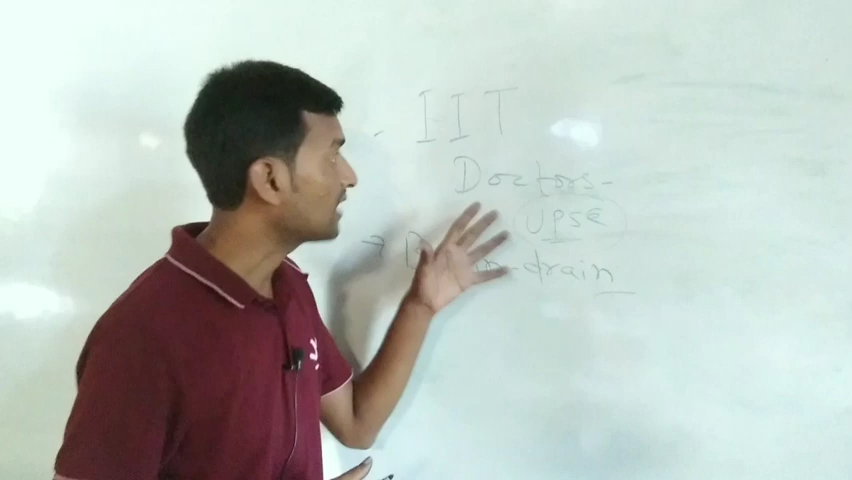 - IIT
Doctors-
UPSC
→ drain